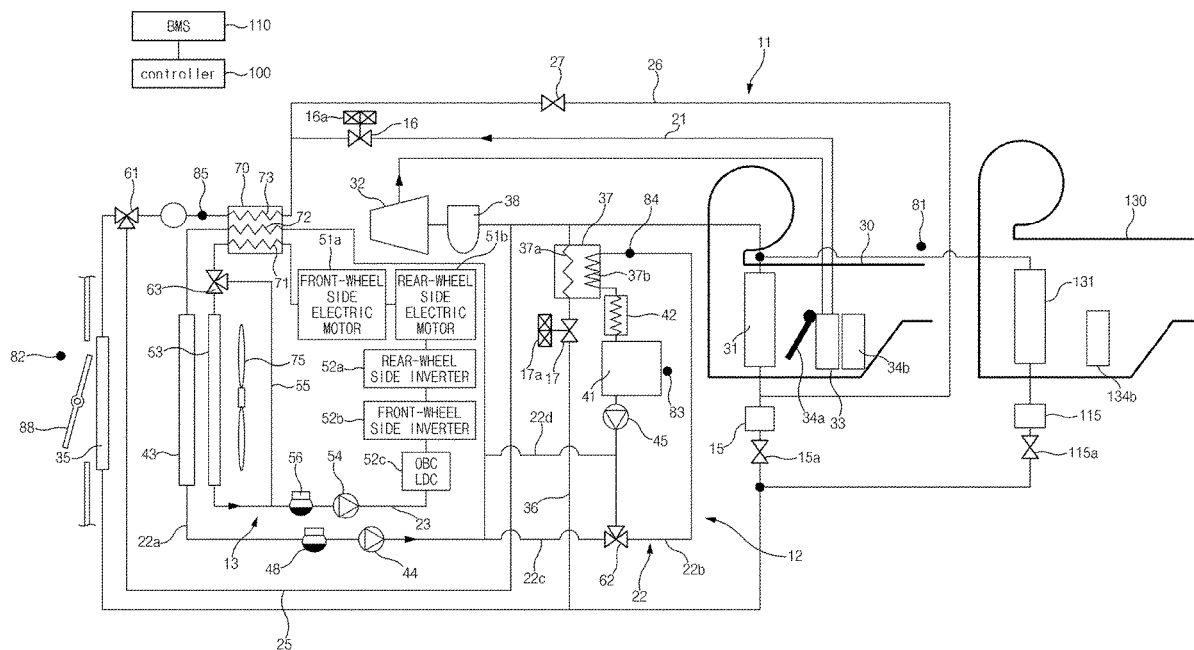 BMS
110
controller
100
11
27
26
16a
16
21
61
85
70
73
32
38
37
84
72
51a
51b
37a
37b
30
81
130
63
71
FRONT-WHEEL
SIDE
ELECTRIC
MOTOR
REAR-WHEEL
SIDE
ELECTRIC
MOTOR
42
131
82
53
75
55
52a
REAR-WHEEL
SIDE INVERTER
17a
17
41
83
31
34a
33
34b
134b
88
35
43
52b
FRONT-WHEEL
SIDE INVERTER
45
15
15a
115
115a
52c
OBC
LDC
22d
56
54
23
36
22a
13
48
44
22c
62
22
22b
12
25